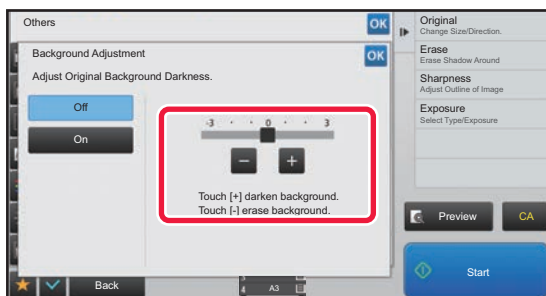 Others
OK
Background Adjustment
OK
Adjust Original Background Darkness.
Off
On
-3 0 3
- +
Touch [+] darken background.
Touch [-] erase background.
Back
4 A3
Original
Change Size/Direction.
Erase
Erase Shadow Around
Sharpness
Adjust Outline of Image
Exposure
Select Type/Exposure
Preview
CA
Start